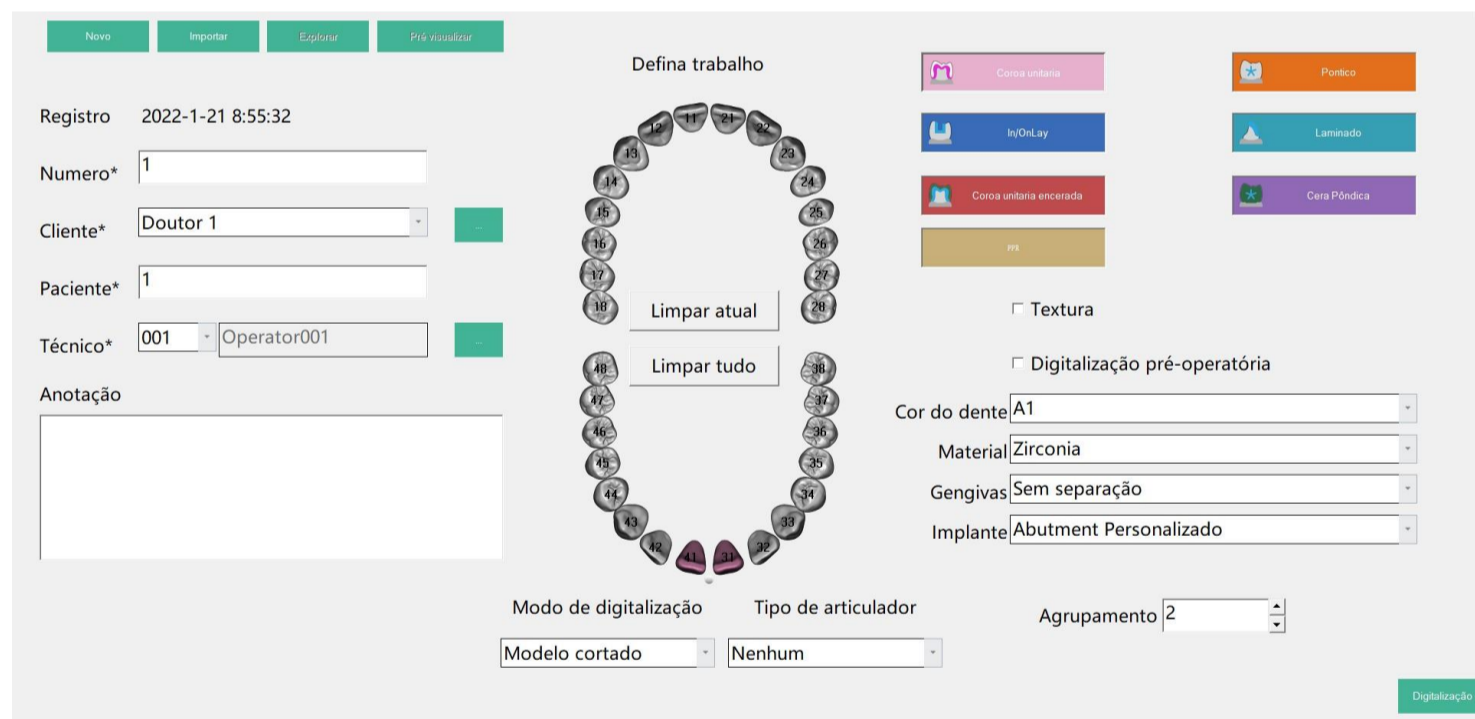 Novo
Importar
Explorar
Pré visualizar
Registro 2022-1-21 8:55:32
Numero* 1
Cliente* Doutor 1 ...
Paciente* 1
Técnico* 001 Operator001 ...
Anotação
Defina trabalho
12 11 21 22
13 23
14 24
15 25
16 26
17 27
18 28
Limpar atual
Limpar tudo
48 38
47 37
46 36
45 35
44 34
43 33
42 41 31 32
Modo de digitalização
Modelo cortado
Tipo de articulador
Nenhum
Coroa unitaria
Pontico
In/OnLay
Laminado
Coroa unitaria encerada
Cera Pôndica
Textura
Digitalização pré-operatória
Cor do dente A1
Material Zirconia
Gengivas Sem separação
Implante Abutment Personalizado
Agrupamento 2
Digitalização